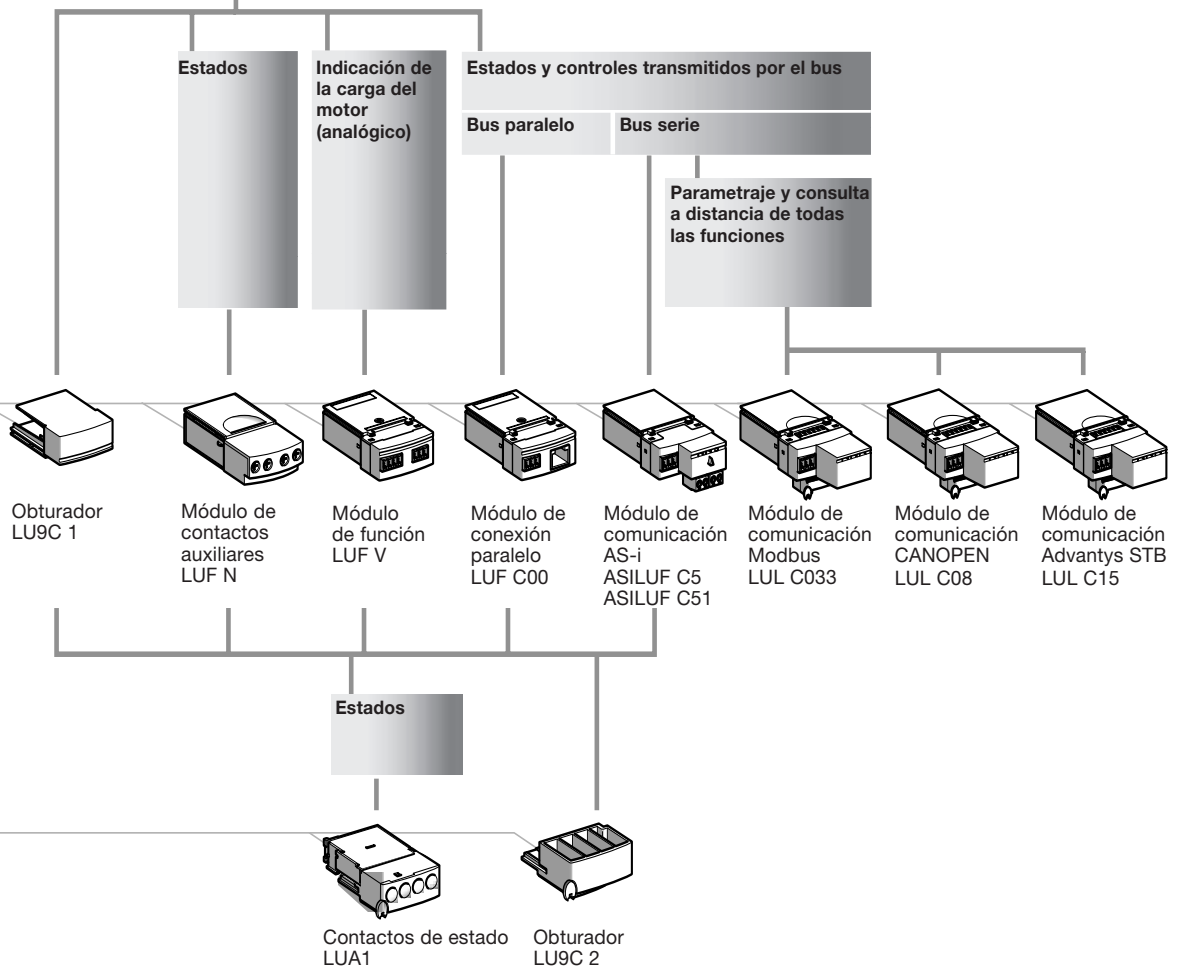 Estados
Indicación de
la carga del
motor
(analógico)
Estados y controles transmitidos por el bus
Bus paralelo
Bus serie
Parametraje y consulta
a distancia de todas
las funciones
Obturador
LU9C 1
Módulo de
contactos
auxiliares
LUF N
Módulo
de función
LUF V
Módulo de
conexión
paralelo
LUF C00
Módulo de
comunicación
AS-i
ASILUF C5
ASILUF C51
Módulo de
comunicación
Modbus
LUL C033
Módulo de
comunicación
CANOPEN
LUL C08
Módulo de
comunicación
Advantys STB
LUL C15
Estados
Contactos de estado
LUA1
Obturador
LU9C 2